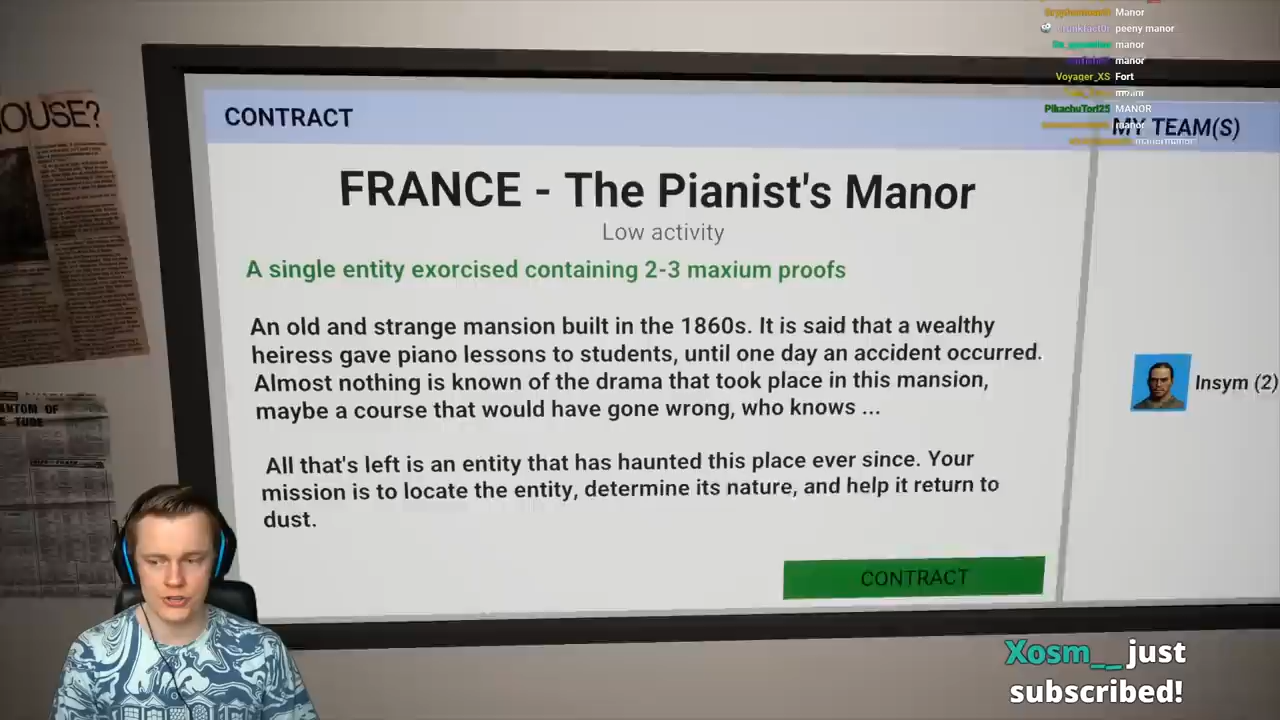 Manor
peeny manor
manor
manor
Voyager_XS Fort
PikachuTorf25 MANOR
manor
OUSE?
CONTRACT
MY TEAM(S)
FRANCE - The Pianist's Manor
Low activity
A single entity exorcised containing 2-3 maxium proofs
An old and strange mansion built in the 1860s. It is said that a wealthy
heiress gave piano lessons to students, until one day an accident occurred.
Almost nothing is known of the drama that took place in this mansion,
maybe a course that would have gone wrong, who knows ...
Insym (2)
All that's left is an entity that has haunted this place ever since. Your
mission is to locate the entity, determine its nature, and help it return to
dust.
CONTRACT
Xosm__ just
subscribed!